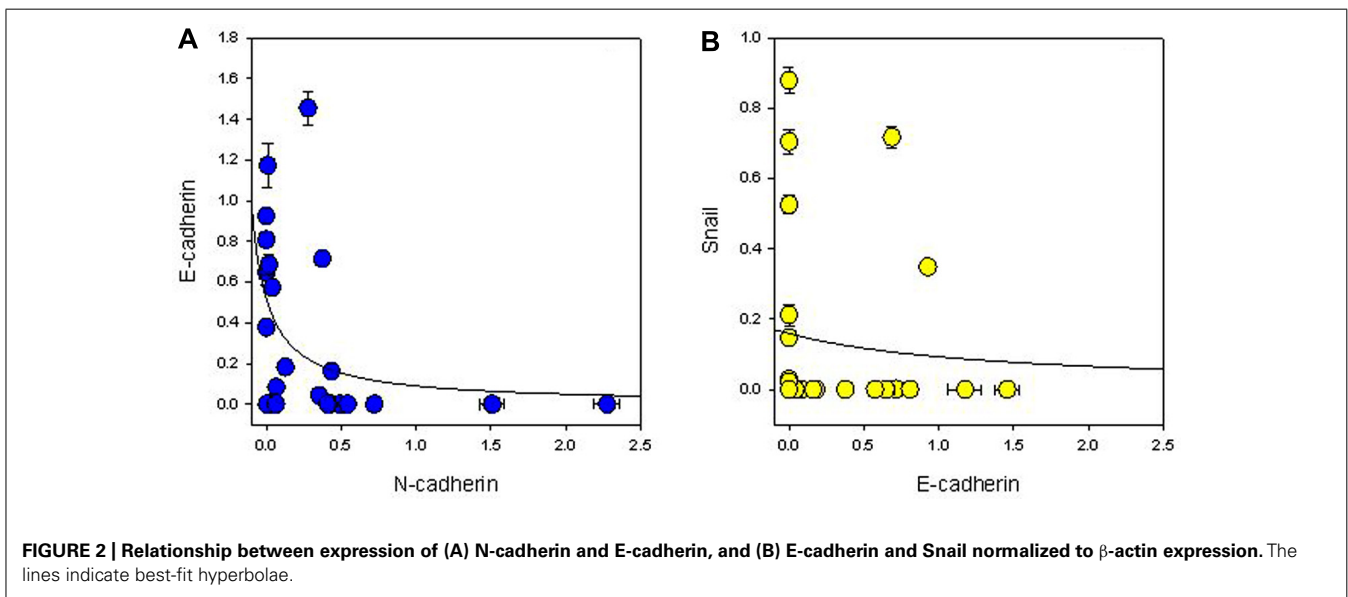 A
1.8
1.6
1.4
1.2
1.0
0.8
0.6
0.4
0.2
0.0
E-cadherin
0.0 0.5 1.0 1.5 2.0 2.5
N-cadherin
B
1.0
0.8
0.6
0.4
0.2
0.0
Snail
0.0 0.5 1.0 1.5 2.0 2.5
E-cadherin
FIGURE 2 | Relationship between expression of (A) N-cadherin and E-cadherin, and (B) E-cadherin and Snail normalized to β-actin expression. The
lines indicate best-fit hyperbolae.